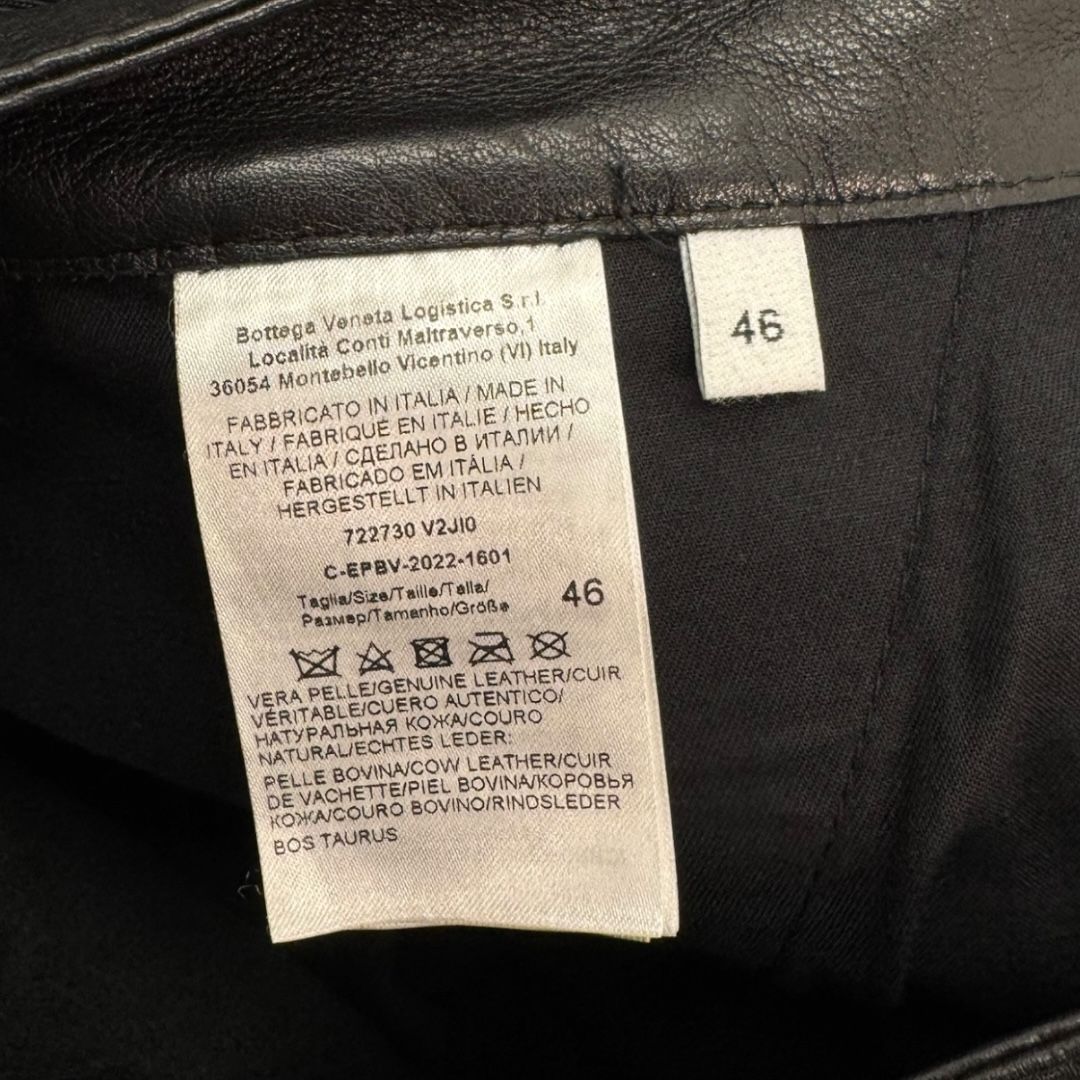 Bottega Veneta Logistica S.r.l.
Località Conti Maltraverso,1
36054 Montebello Vicentino (VI) Italy
FABBRICATO IN ITALIA / MADE IN
ITALY / FABRIQUÉ EN ITALIE / HECHO
EN ITALIA / СДЕЛАНО В ИТАЛИИ /
FABRICADO EM ITÁLIA /
HERGESTELLT IN ITALIEN
722730 V2JI0
C-EPBV-2022-1601
Taglia/Size/Taille/Talla/
Размер/Tamanho/Größe
46
VERA PELLE/GENUINE LEATHER/CUIR
VÉRITABLE/CUERO AUTENTICO/
НАТУРАЛЬНАЯ КОЖА/COURO
NATURAL/ECHTES LEDER:
PELLE BOVINA/COW LEATHER/CUIR
DE VACHETTE/PIEL BOVINA/КОРОВЬЯ
КОЖА/COURO BOVINO/RINDSLEDER
BOS TAURUS
46